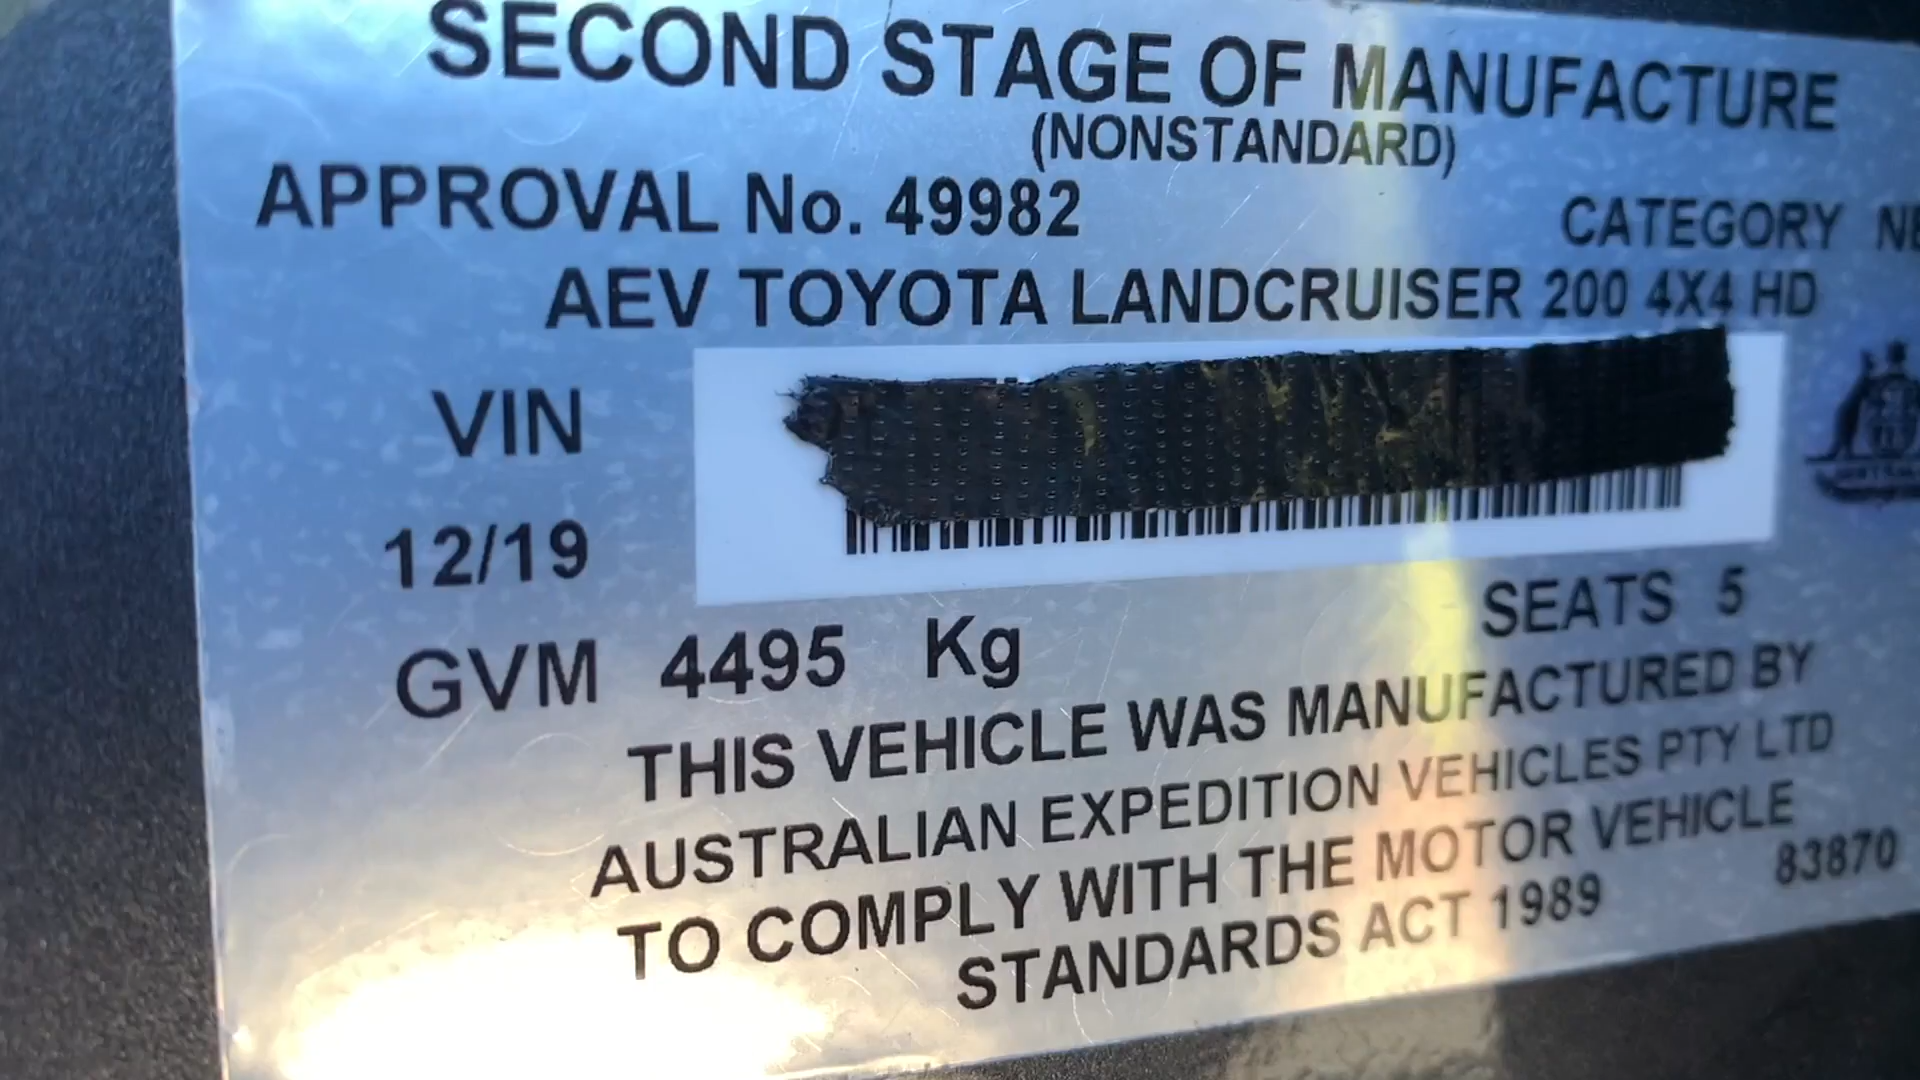 SECOND STAGE OF MANUFACTURE
(NONSTANDARD)
APPROVAL No. 49982
CATEGORY
AEV TOYOTA LANDCRUISER 200 4X4 HD
VIN
12/19
SEATS 5
GVM 4495 Kg
THIS VEHICLE WAS MANUFACTURED BY
AUSTRALIAN EXPEDITION VEHICLES PTY LTD
TO COMPLY WITH THE MOTOR VEHICLE
STANDARDS ACT 1989
83870